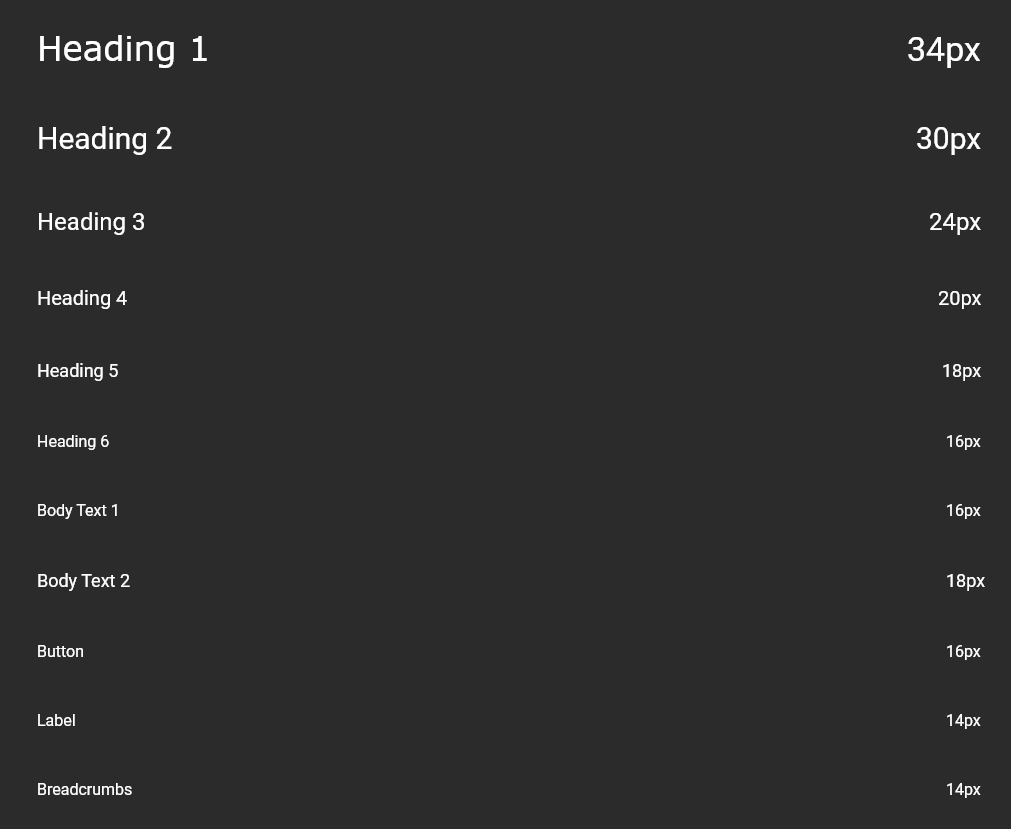 Heading 1 34px
Heading 2 30px
Heading 3 24px
Heading 4 20px
Heading 5 18px
Heading 6 16px
Body Text 1 16px
Body Text 2 18px
Button 16px
Label 14px
Breadcrumbs 14px